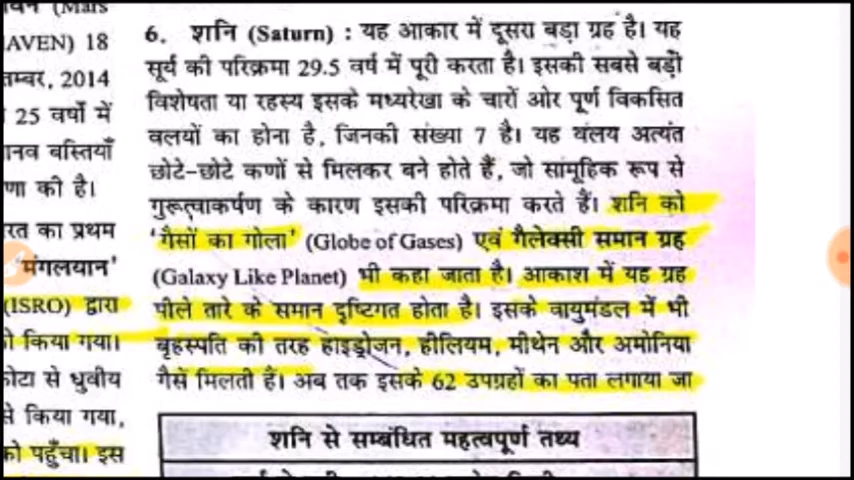 (Mars
AVEN) 18
तम्बर, 2014
25 वर्षों में
ानव बस्तियाँ
णा की है।
रत का प्रथम
'मंगलयान'
(ISRO) द्वारा
किया गया।
कोटा से धुवीय
से किया गया,
को पहुँचा। इस
6. शनि (Saturn) : यह आकार में दूसरा बड़ा ग्रह है। यह
सूर्य की परिक्रमा 29.5 वर्ष में पूरी करता है। इसकी सबसे बड़ी
विशेषता या रहस्य इसके मध्यरेखा के चारों ओर पूर्ण विकसित
वलयों का होना है, जिनकी संख्या 7 है। यह वलय अत्यंत
छोटे-छोटे कणों से मिलकर बने होते हैं, जो सामूहिक रूप से
गुरूत्वाकर्षण के कारण इसकी परिक्रमा करते हैं। शनि को
'गैसों का गोला' (Globe of Gases) एवं गैलेक्सी समान ग्रह
(Galaxy Like Planet) भी कहा जाता है। आकाश में यह ग्रह
पीले तारे के समान दृष्टिगत होता है। इसके वायुमंडल में भी
बृहस्पति की तरह हाइड्रोजन, हीलियम, मीथेन और अमोनिया
गैसें मिलती हैं। अब तक इसके 62 उपग्रहों का पता लगाया जा
शनि से सम्बंधित महत्वपूर्ण तथ्य